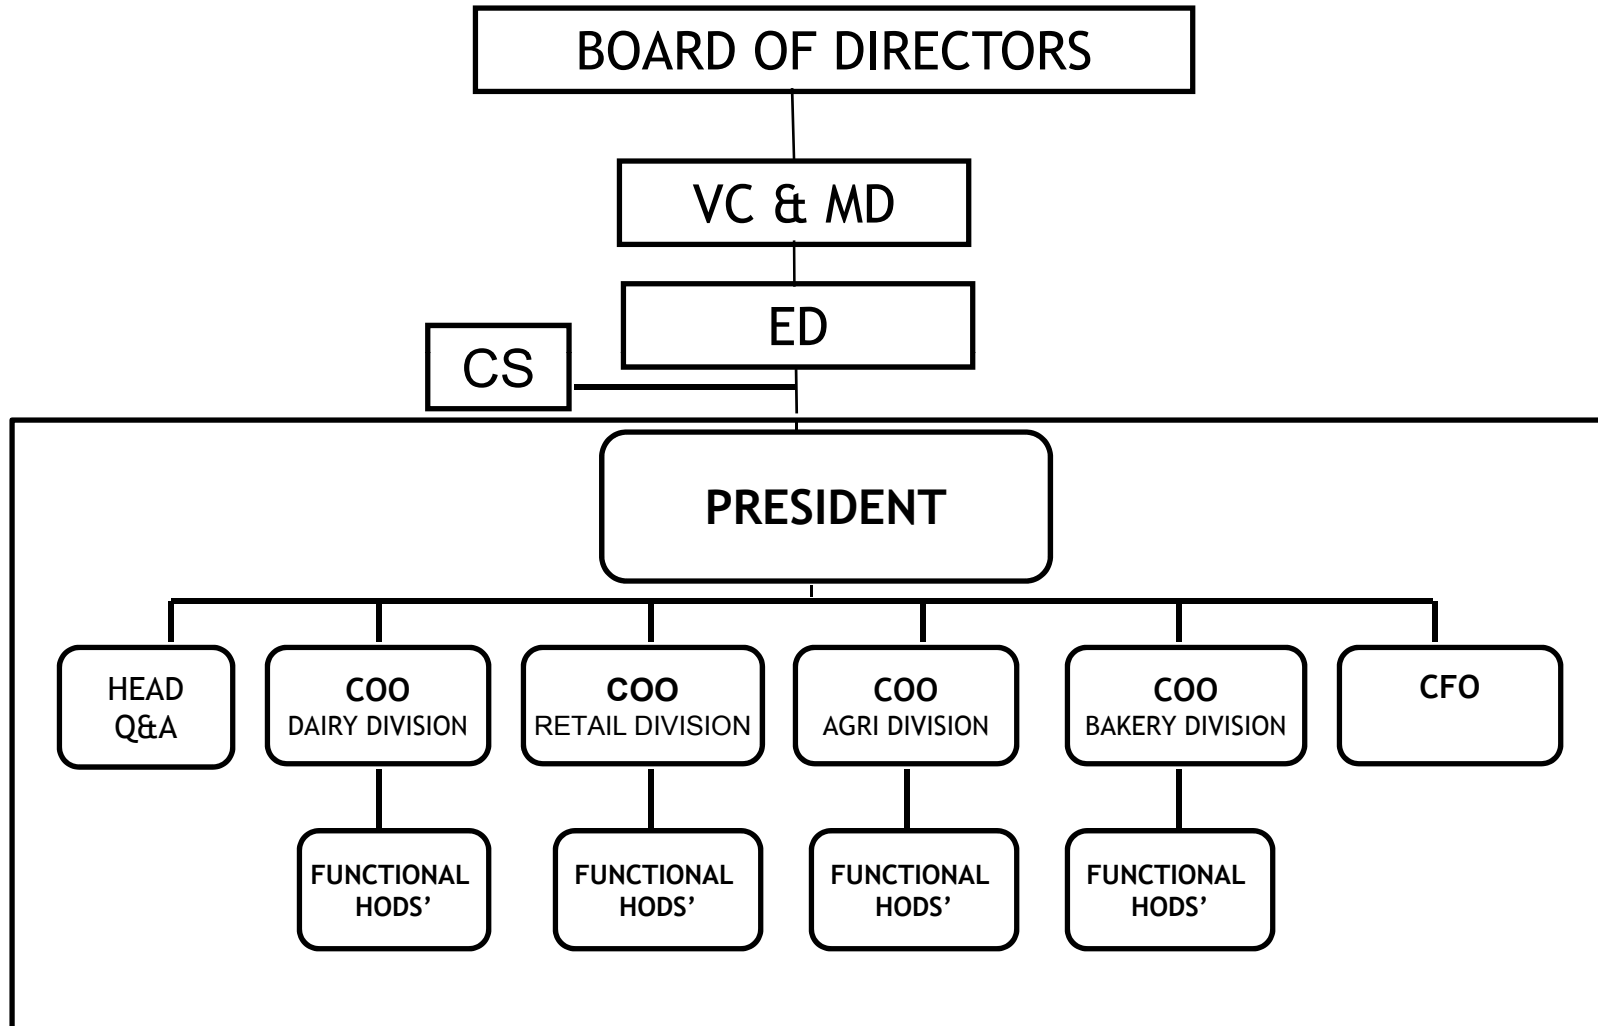 BOARD OF DIRECTORS
VC & MD
ED
CS
PRESIDENT
HEAD
Q&A
COO
DAIRY DIVISION
COO
RETAIL DIVISION
COO
AGRI DIVISION
COO
BAKERY DIVISION
CFO
FUNCTIONAL
HODS’
FUNCTIONAL
HODS’
FUNCTIONAL
HODS’
FUNCTIONAL
HODS’